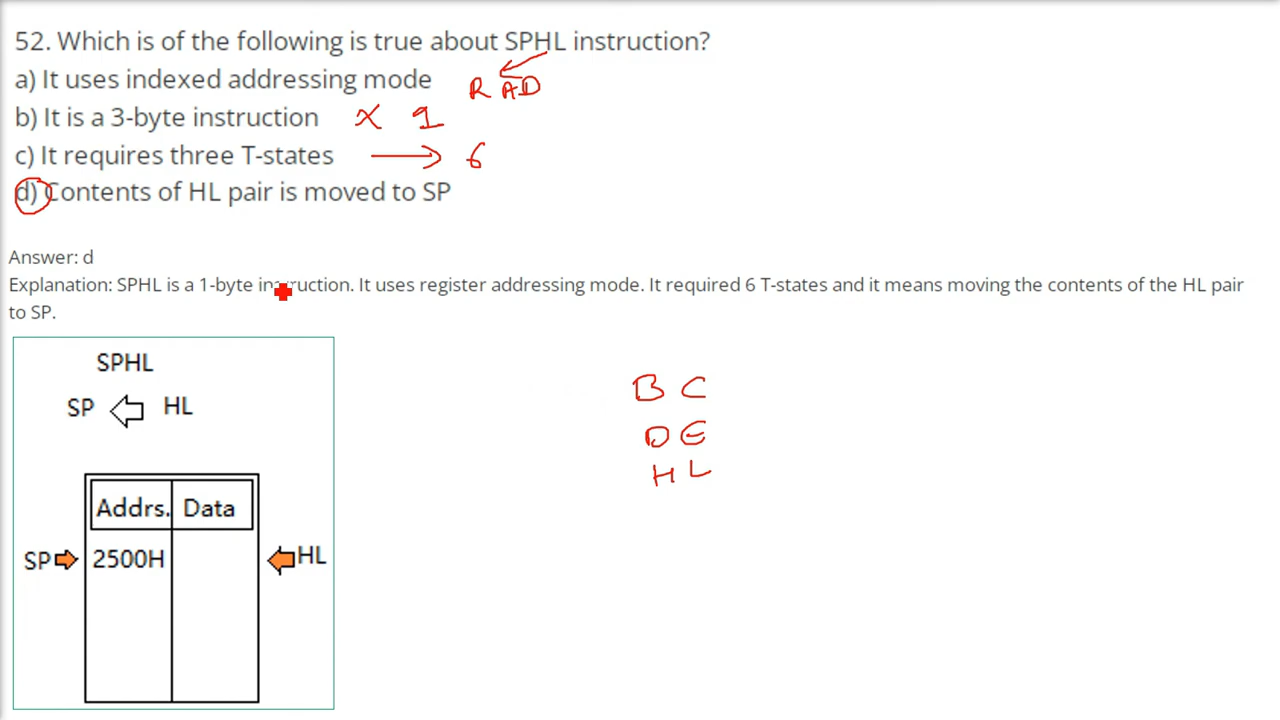 52. Which is of the following is true about SPHL instruction?
a) It uses indexed addressing mode R AD
b) It is a 3-byte instruction X 1
c) It requires three T-states 6
d) Contents of HL pair is moved to SP
Answer: d
Explanation: SPHL is a 1-byte instruction. It uses register addressing mode. It required 6 T-states and it means moving the contents of the HL pair
to SP.
SPHL
SP HL
Addrs. Data
SP 2500H HL
B C
D E
H L